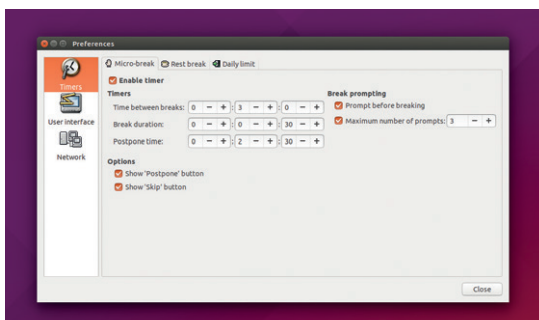 Preferences
Timers
User interface
Network
Micro-break Rest break Daily limit
Enable timer
Timers
Time between breaks: 0 - + : 3 - + : 0 - +
Break duration: 0 - + : 0 - + : 30 - +
Postpone time: 0 - + : 2 - + : 30 - +
Options
Show 'Postpone' button
Show 'Skip' button
Break prompting
Prompt before breaking
Maximum number of prompts: 3 - +
Close